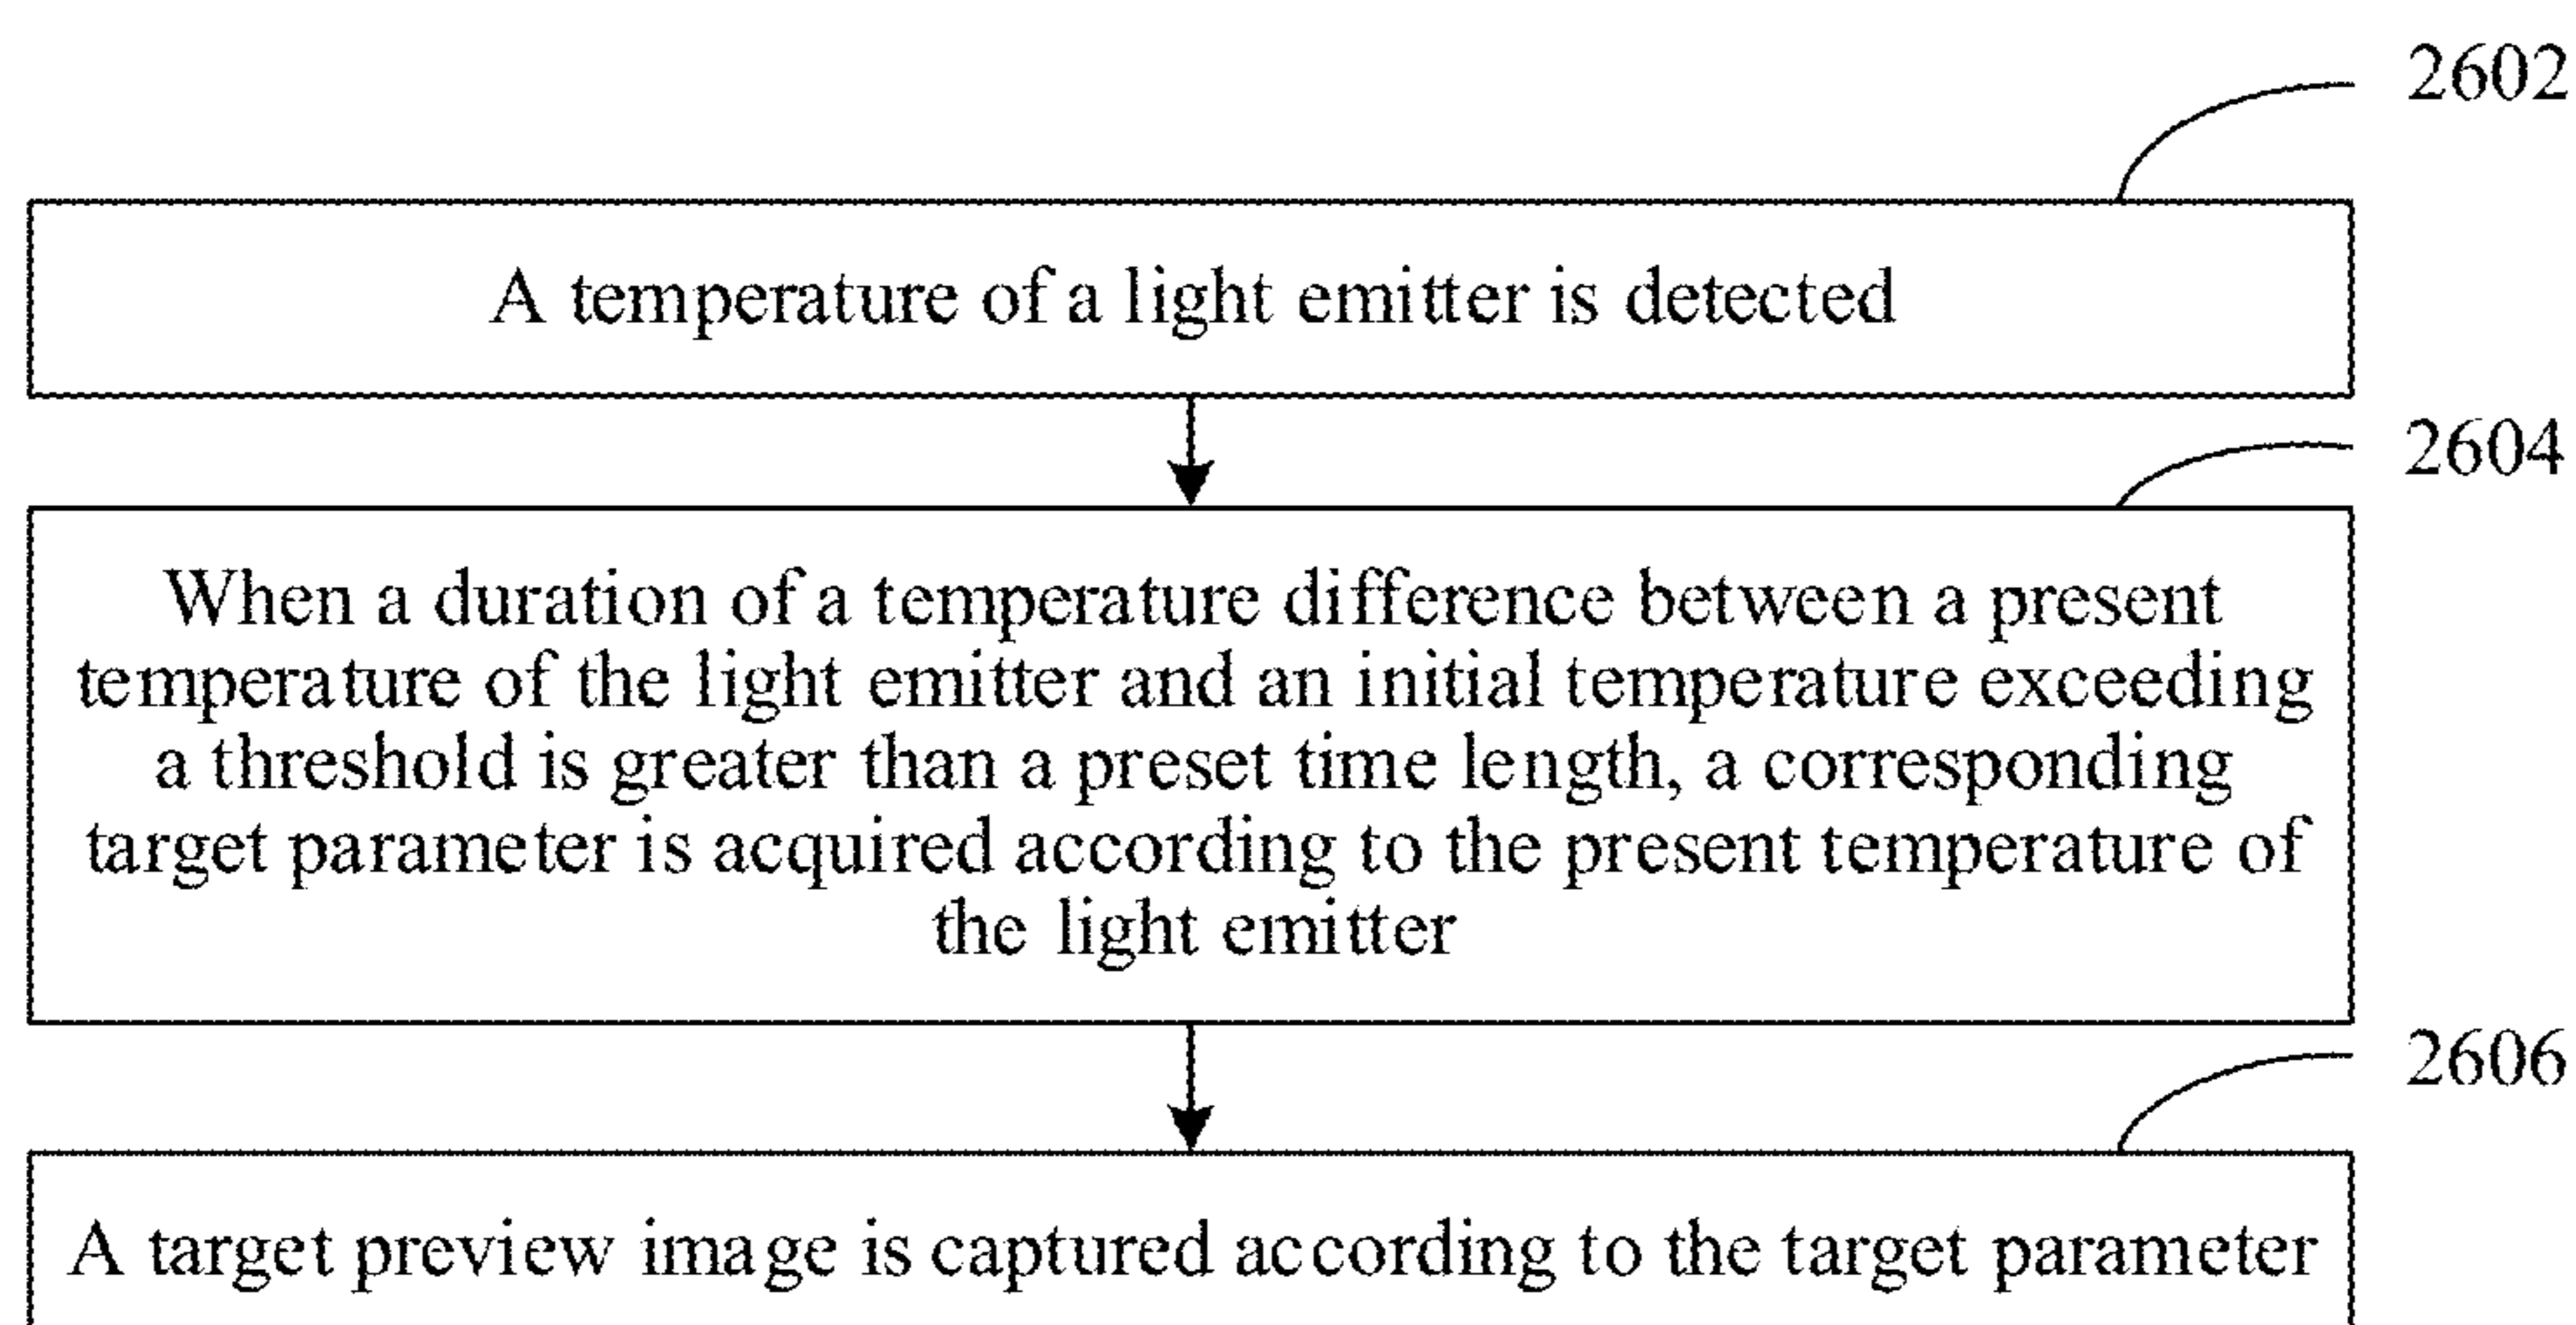 2602
A temperature of a light emitter is detected
2604
When a duration of a temperature difference between a present
temperature of the light emitter and an initial temperature exceeding
a threshold is greater than a preset time length, a corresponding
target parameter is acquired according to the present temperature of
the light emitter
2606
A target preview image is captured according to the target parameter